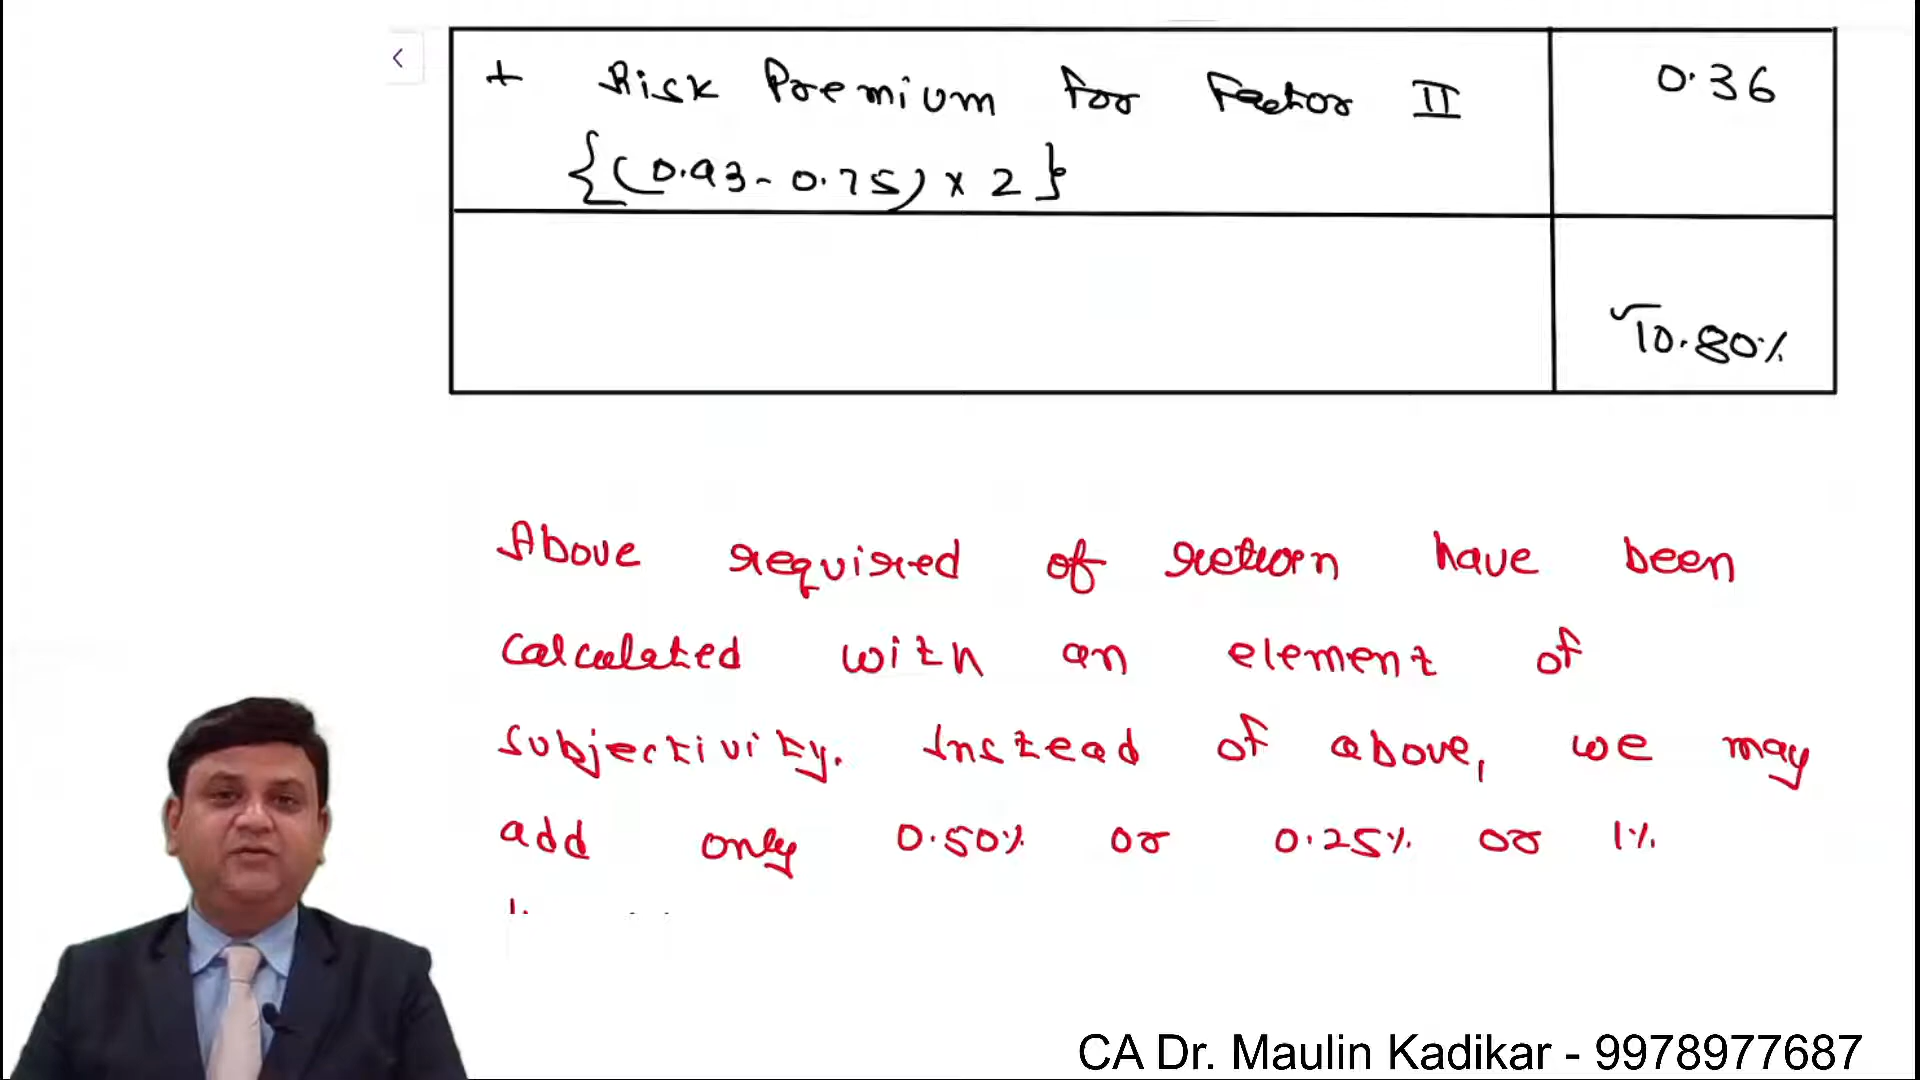 + Risk Premium for Factor II 0.36
{(0.93 - 0.75) x 2}
10.80%
Above required of return have been
calculated with an element of
subjectivity. Instead of above, we may
add only 0.50% or 0.25% or 1%
CA Dr. Maulin Kadikar - 9978977687